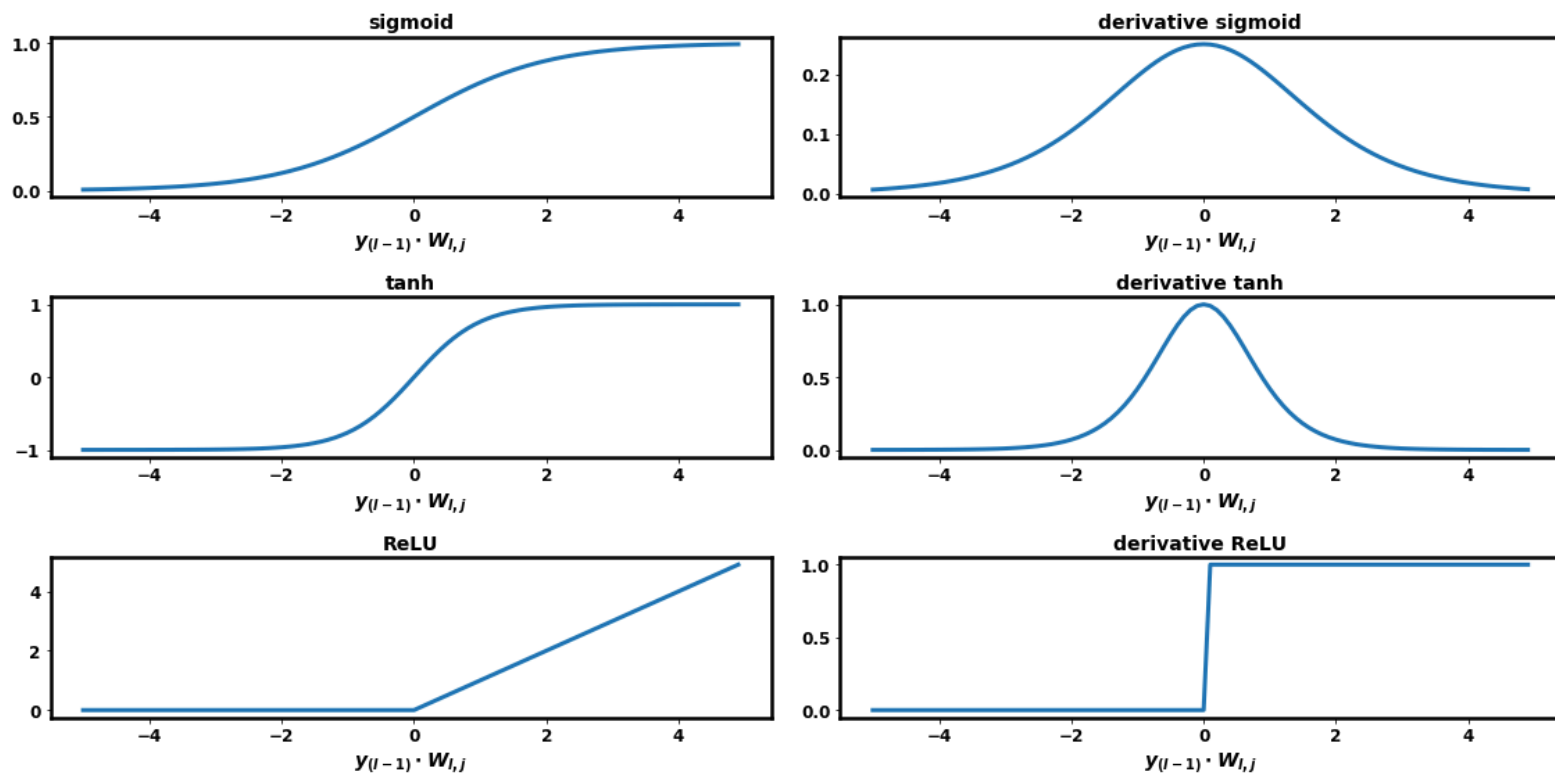 sigmoid
1.0
0.5
0.0
−4 −2 0 2 4
y(l−1) · Wl,j
derivative sigmoid
0.2
0.1
0.0
−4 −2 0 2 4
y(l−1) · Wl,j
tanh
1
0
−1
−4 −2 0 2 4
y(l−1) · Wl,j
derivative tanh
1.0
0.5
0.0
−4 −2 0 2 4
y(l−1) · Wl,j
ReLU
4
2
0
−4 −2 0 2 4
y(l−1) · Wl,j
derivative ReLU
1.0
0.5
0.0
−4 −2 0 2 4
y(l−1) · Wl,j